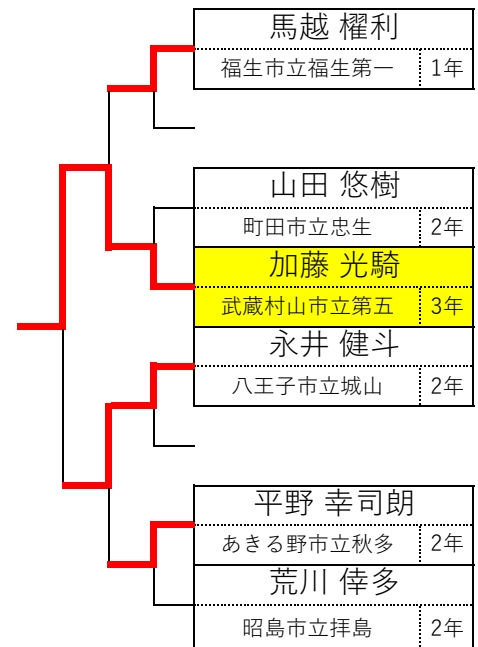 馬越 櫂利
福生市立福生第一 1年
山田 悠樹
町田市立忠生 2年
加藤 光騎
武蔵村山市立第五 3年
永井 健斗
八王子市立城山 2年
平野 幸司朗
あきる野市立秋多 2年
荒川 倖多
昭島市立拝島 2年